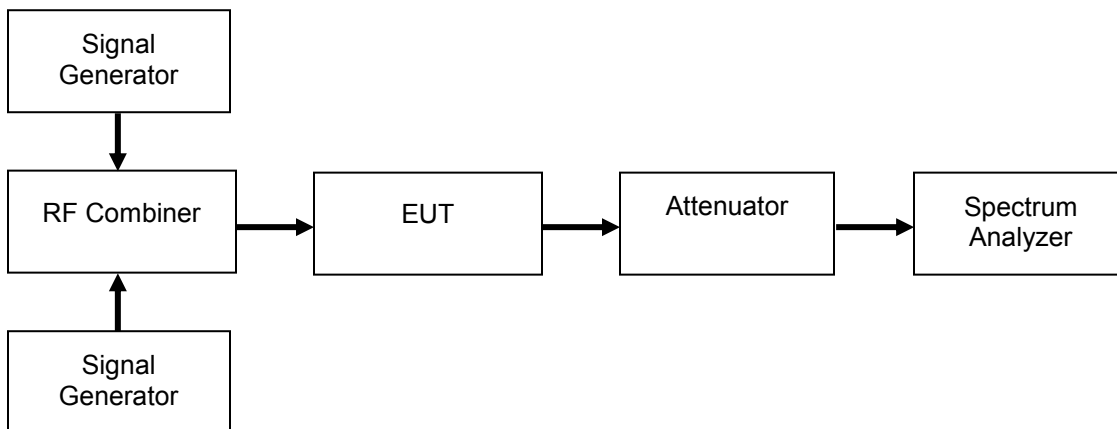 Signal
Generator
RF Combiner
EUT
Attenuator
Spectrum
Analyzer
Signal
Generator